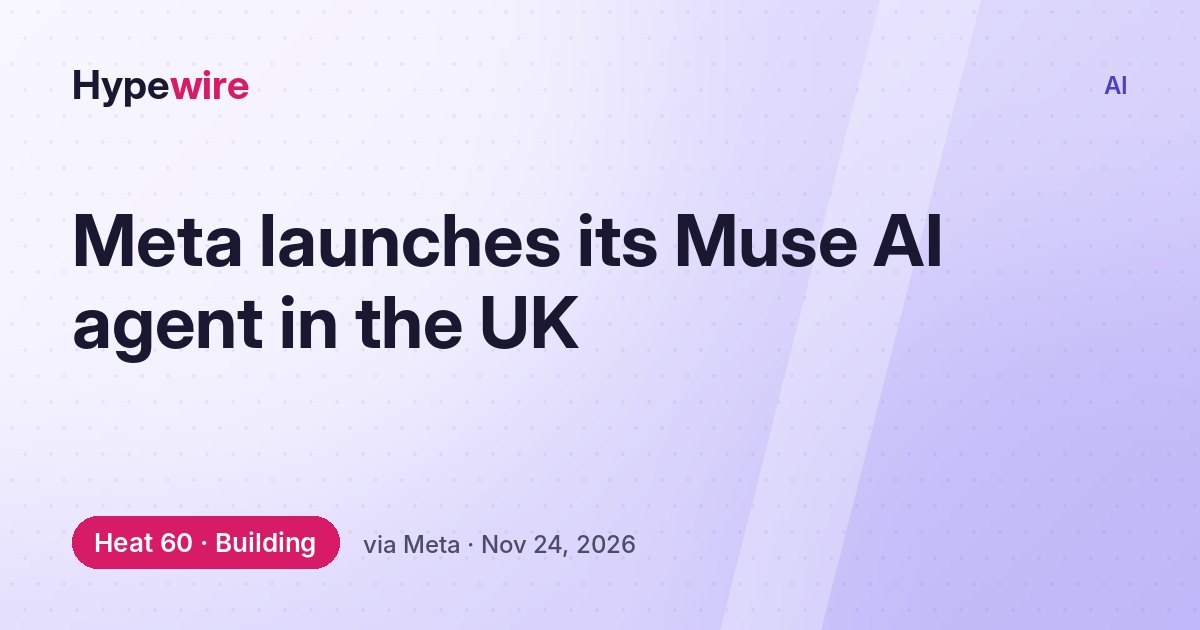 Hypewire
AI
Meta launches its Muse AI
agent in the UK
Heat 60 · Building
via Meta · Nov 24, 2026